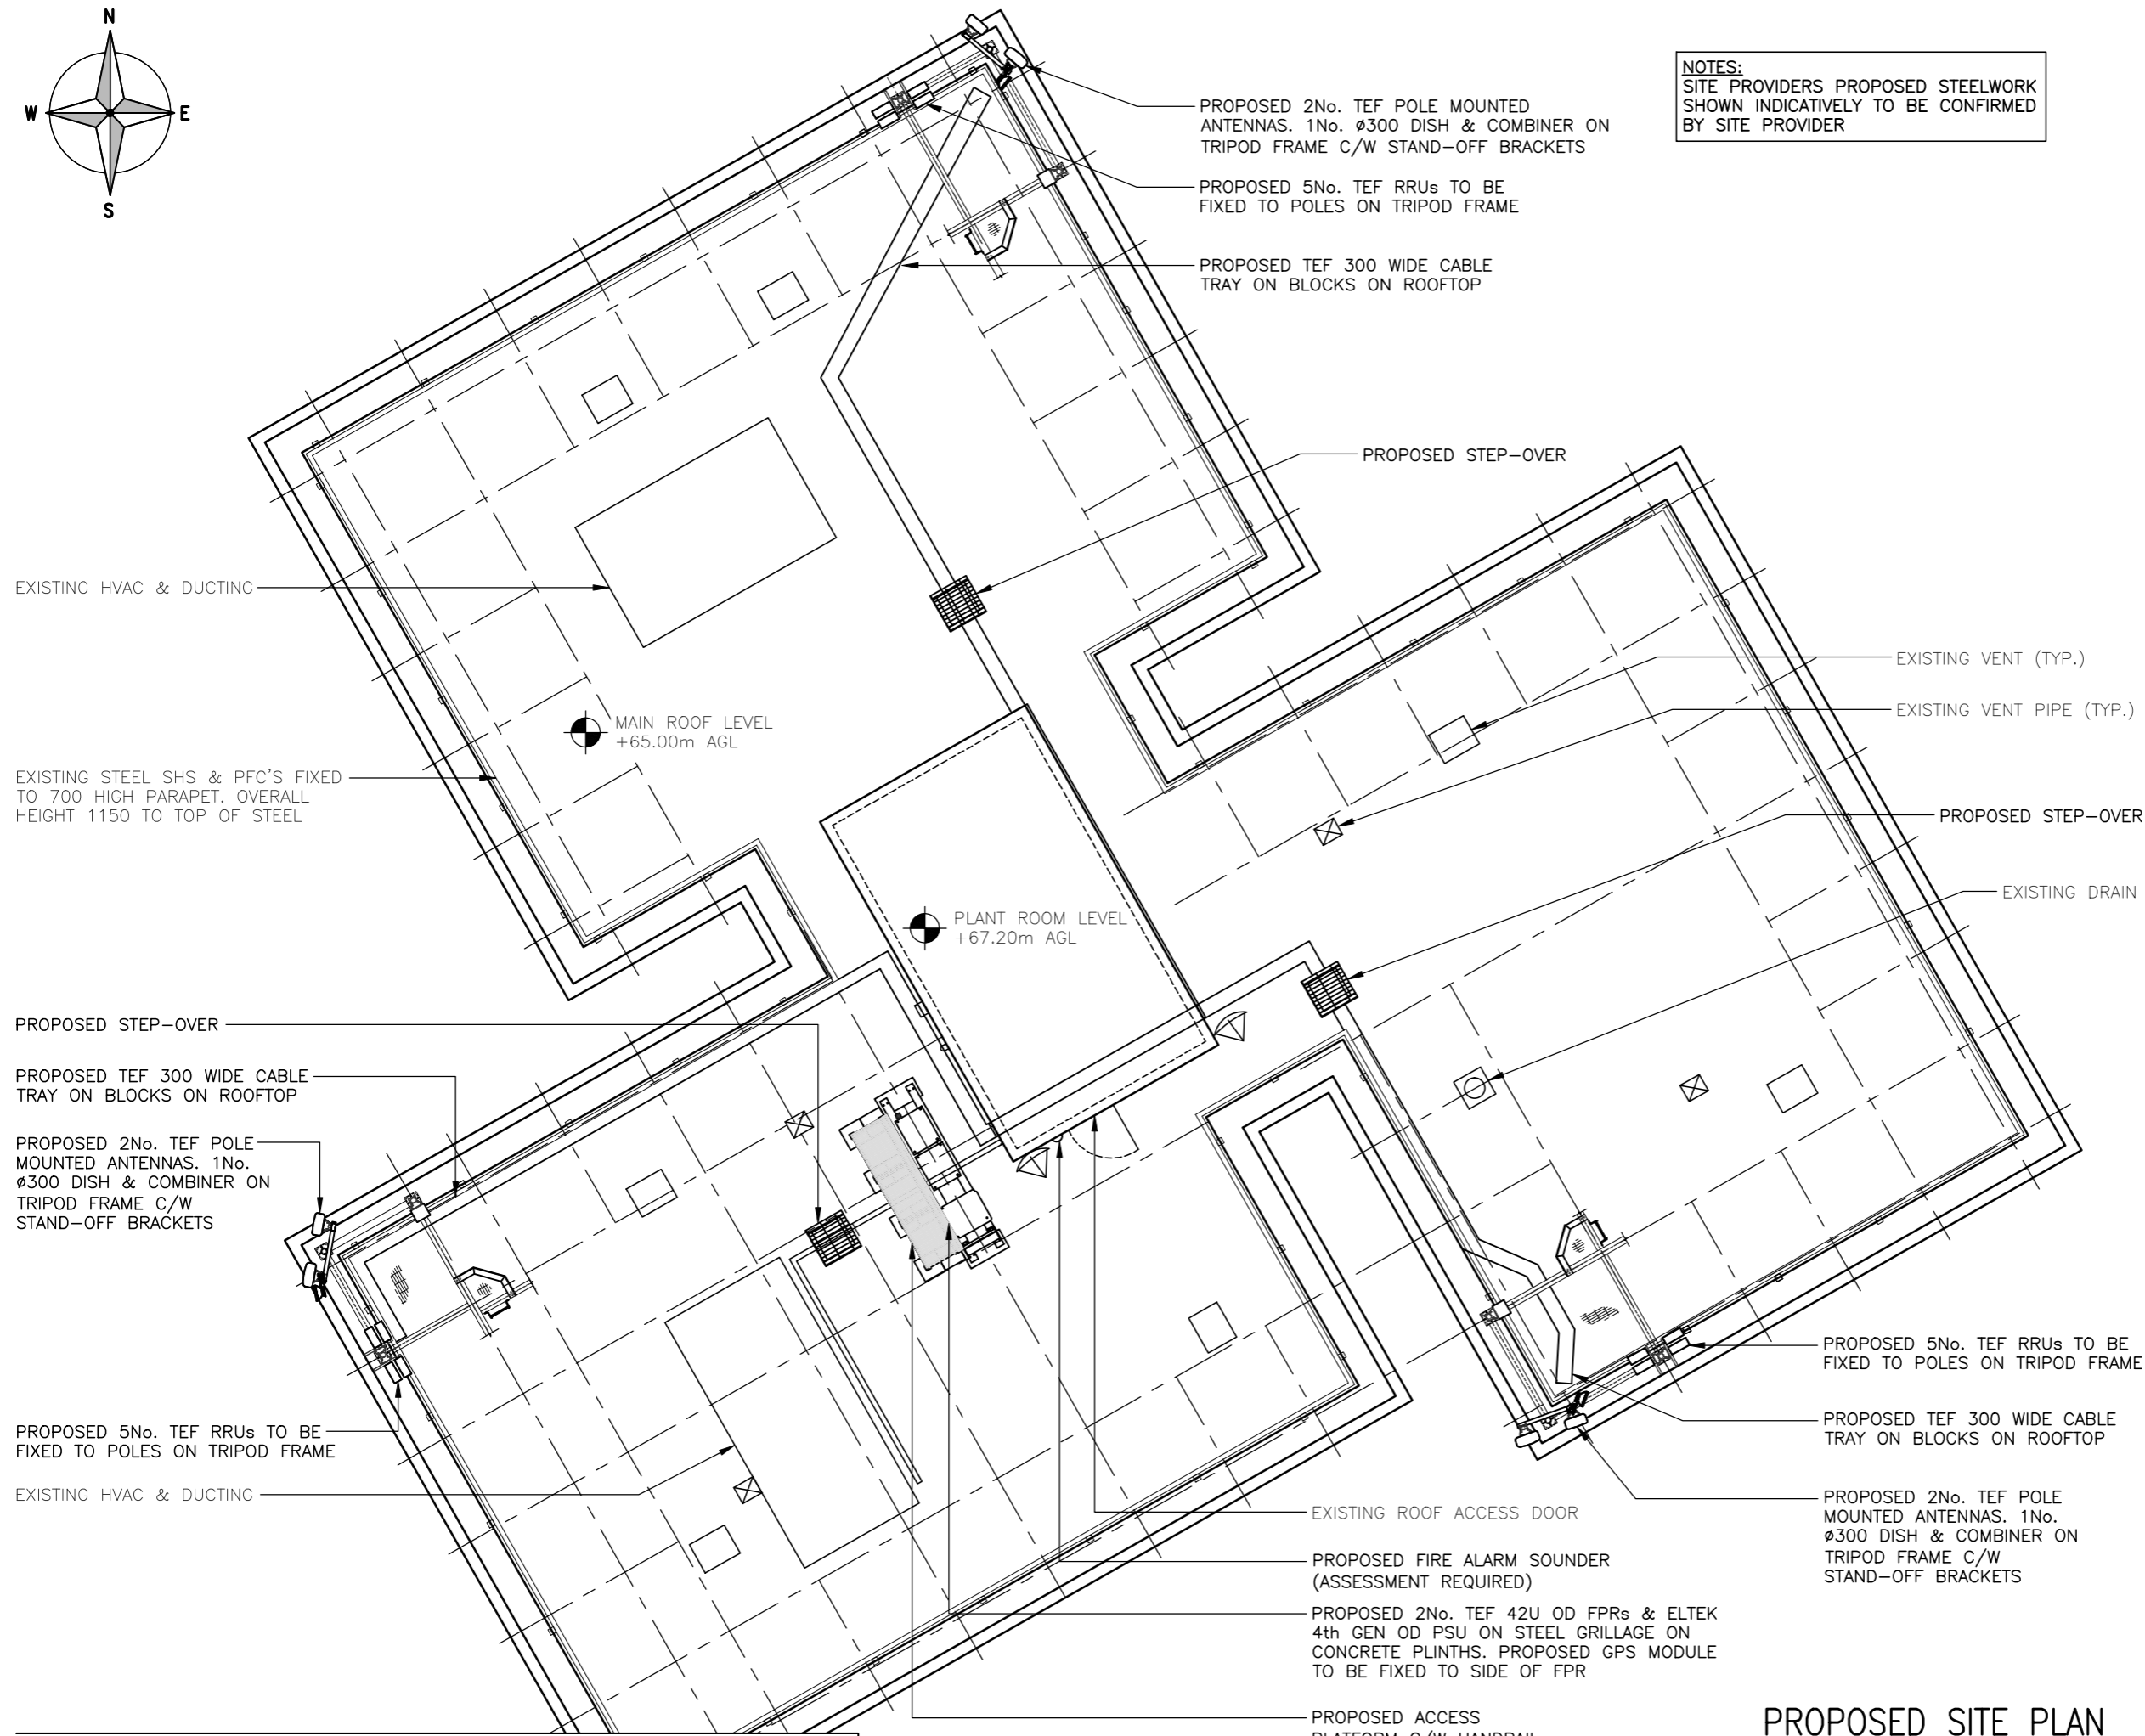 N
W
E
S
NOTES:
SITE PROVIDERS PROPOSED STEELWORK
SHOWN INDICATIVELY TO BE CONFIRMED
BY SITE PROVIDER
PROPOSED 2No. TEF POLE MOUNTED
ANTENNAS. 1No. ø300 DISH & COMBINER ON
TRIPOD FRAME C/W STAND-OFF BRACKETS
PROPOSED 5No. TEF RRUs TO BE
FIXED TO POLES ON TRIPOD FRAME
PROPOSED TEF 300 WIDE CABLE
TRAY ON BLOCKS ON ROOFTOP
PROPOSED STEP-OVER
EXISTING HVAC & DUCTING
EXISTING VENT (TYP.)
EXISTING VENT PIPE (TYP.)
MAIN ROOF LEVEL
+65.00m AGL
EXISTING STEEL SHS & PFC'S FIXED
TO 700 HIGH PARAPET. OVERALL
HEIGHT 1150 TO TOP OF STEEL
PROPOSED STEP-OVER
EXISTING DRAIN
PLANT ROOM LEVEL
+67.20m AGL
PROPOSED STEP-OVER
PROPOSED TEF 300 WIDE CABLE
TRAY ON BLOCKS ON ROOFTOP
PROPOSED 2No. TEF POLE
MOUNTED ANTENNAS. 1No.
ø300 DISH & COMBINER ON
TRIPOD FRAME C/W
STAND-OFF BRACKETS
PROPOSED 5No. TEF RRUs TO BE
FIXED TO POLES ON TRIPOD FRAME
EXISTING HVAC & DUCTING
PROPOSED 5No. TEF RRUs TO BE
FIXED TO POLES ON TRIPOD FRAME
PROPOSED TEF 300 WIDE CABLE
TRAY ON BLOCKS ON ROOFTOP
PROPOSED 2No. TEF POLE
MOUNTED ANTENNAS. 1No.
ø300 DISH & COMBINER ON
TRIPOD FRAME C/W
STAND-OFF BRACKETS
EXISTING ROOF ACCESS DOOR
PROPOSED FIRE ALARM SOUNDER
(ASSESSMENT REQUIRED)
PROPOSED 2No. TEF 42U OD FPRs & ELTEK
4th GEN OD PSU ON STEEL GRILLAGE ON
CONCRETE PLINTHS. PROPOSED GPS MODULE
TO BE FIXED TO SIDE OF FPR
PROPOSED ACCESS
PLATFORM C/W HANDRAIL
PROPOSED SITE PLAN